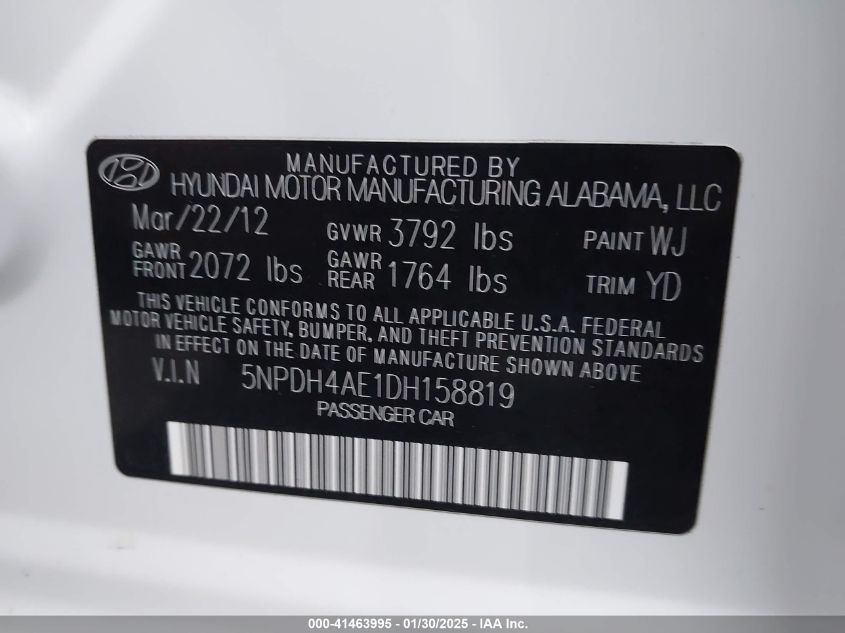 MANUFACTURED BY
HYUNDAI MOTOR MANUFACTURING ALABAMA, LLC
Mar/22/12 GVWR 3792 lbs PAINT WJ
GAWR FRONT 2072 lbs GAWR REAR 1764 lbs TRIM YD
THIS VEHICLE CONFORMS TO ALL APPLICABLE U.S.A. FEDERAL
MOTOR VEHICLE SAFETY, BUMPER, AND THEFT PREVENTION STANDARDS
IN EFFECT ON THE DATE OF MANUFACTURE SHOWN ABOVE
V.I.N 5NPDH4AE1DH158819
PASSENGER CAR
000-41463995 - 01/30/2025 - IAA Inc.